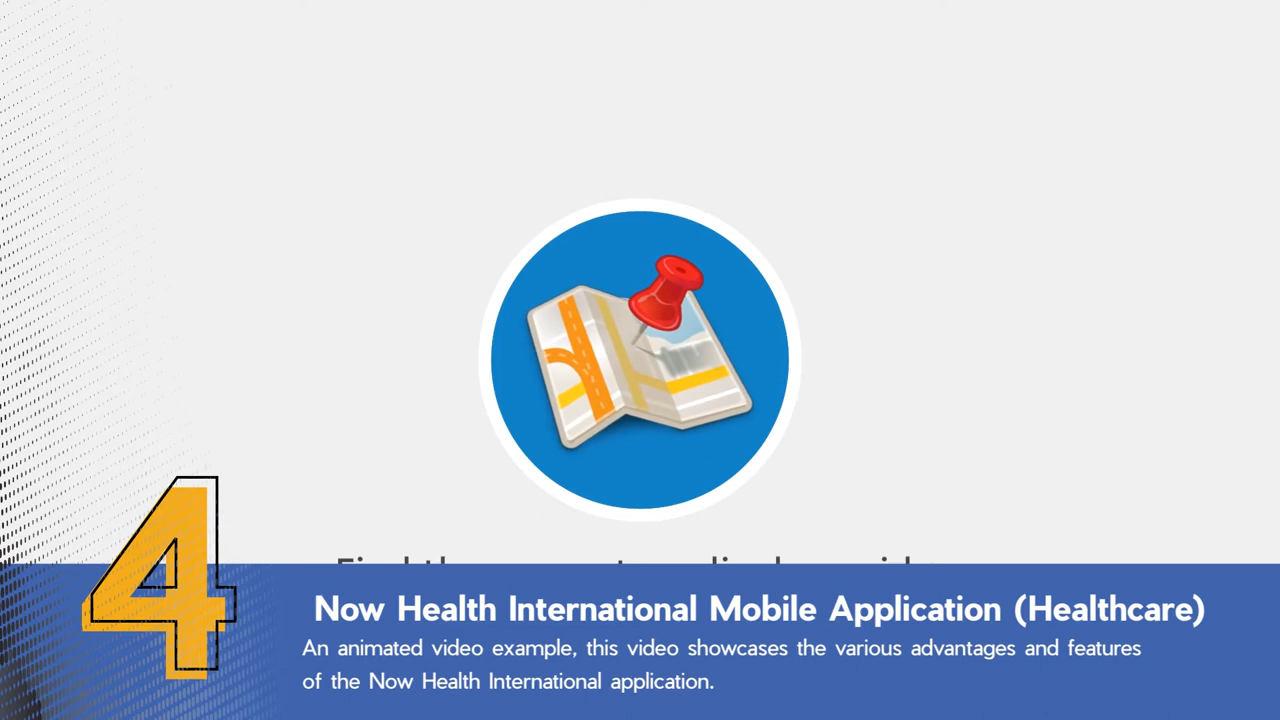 4
Now Health International Mobile Application (Healthcare)
An animated video example, this video showcases the various advantages and features
of the Now Health International application.